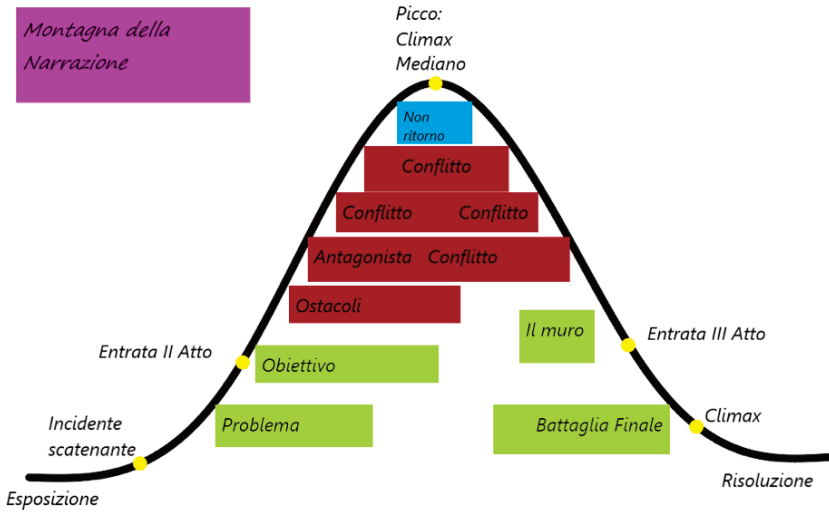 Montagna della
Narrazione
Picco:
Climax
Mediano
Non
ritorno
Conflitto
Conflitto Conflitto
Antagonista Conflitto
Ostacoli
Il muro
Entrata II Atto
Entrata III Atto
Obiettivo
Incidente
scatenante
Problema
Battaglia Finale
Climax
Esposizione
Risoluzione